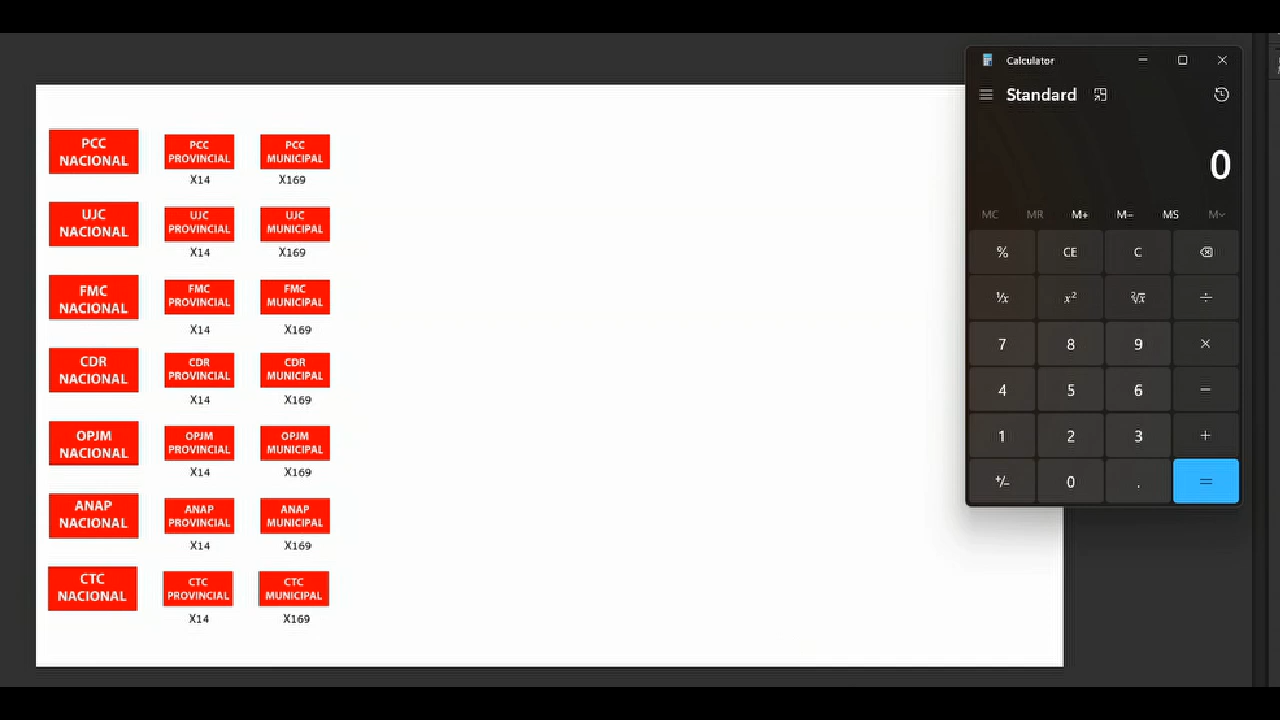 PCC
NACIONAL
PCC
PROVINCIAL
X14
PCC
MUNICIPAL
X169
UJC
NACIONAL
UJC
PROVINCIAL
X14
UJC
MUNICIPAL
X169
FMC
NACIONAL
FMC
PROVINCIAL
X14
FMC
MUNICIPAL
X169
CDR
NACIONAL
CDR
PROVINCIAL
X14
CDR
MUNICIPAL
X169
OPJM
NACIONAL
OPJM
PROVINCIAL
X14
OPJM
MUNICIPAL
X169
ANAP
NACIONAL
ANAP
PROVINCIAL
X14
ANAP
MUNICIPAL
X169
CTC
NACIONAL
CTC
PROVINCIAL
X14
CTC
MUNICIPAL
X169
Calculator
Standard
0
MC MR M+ M− MS M˅
% CE C
¹/x x² ²√x ÷
7 8 9 ×
4 5 6 −
1 2 3 +
+/− 0 . =